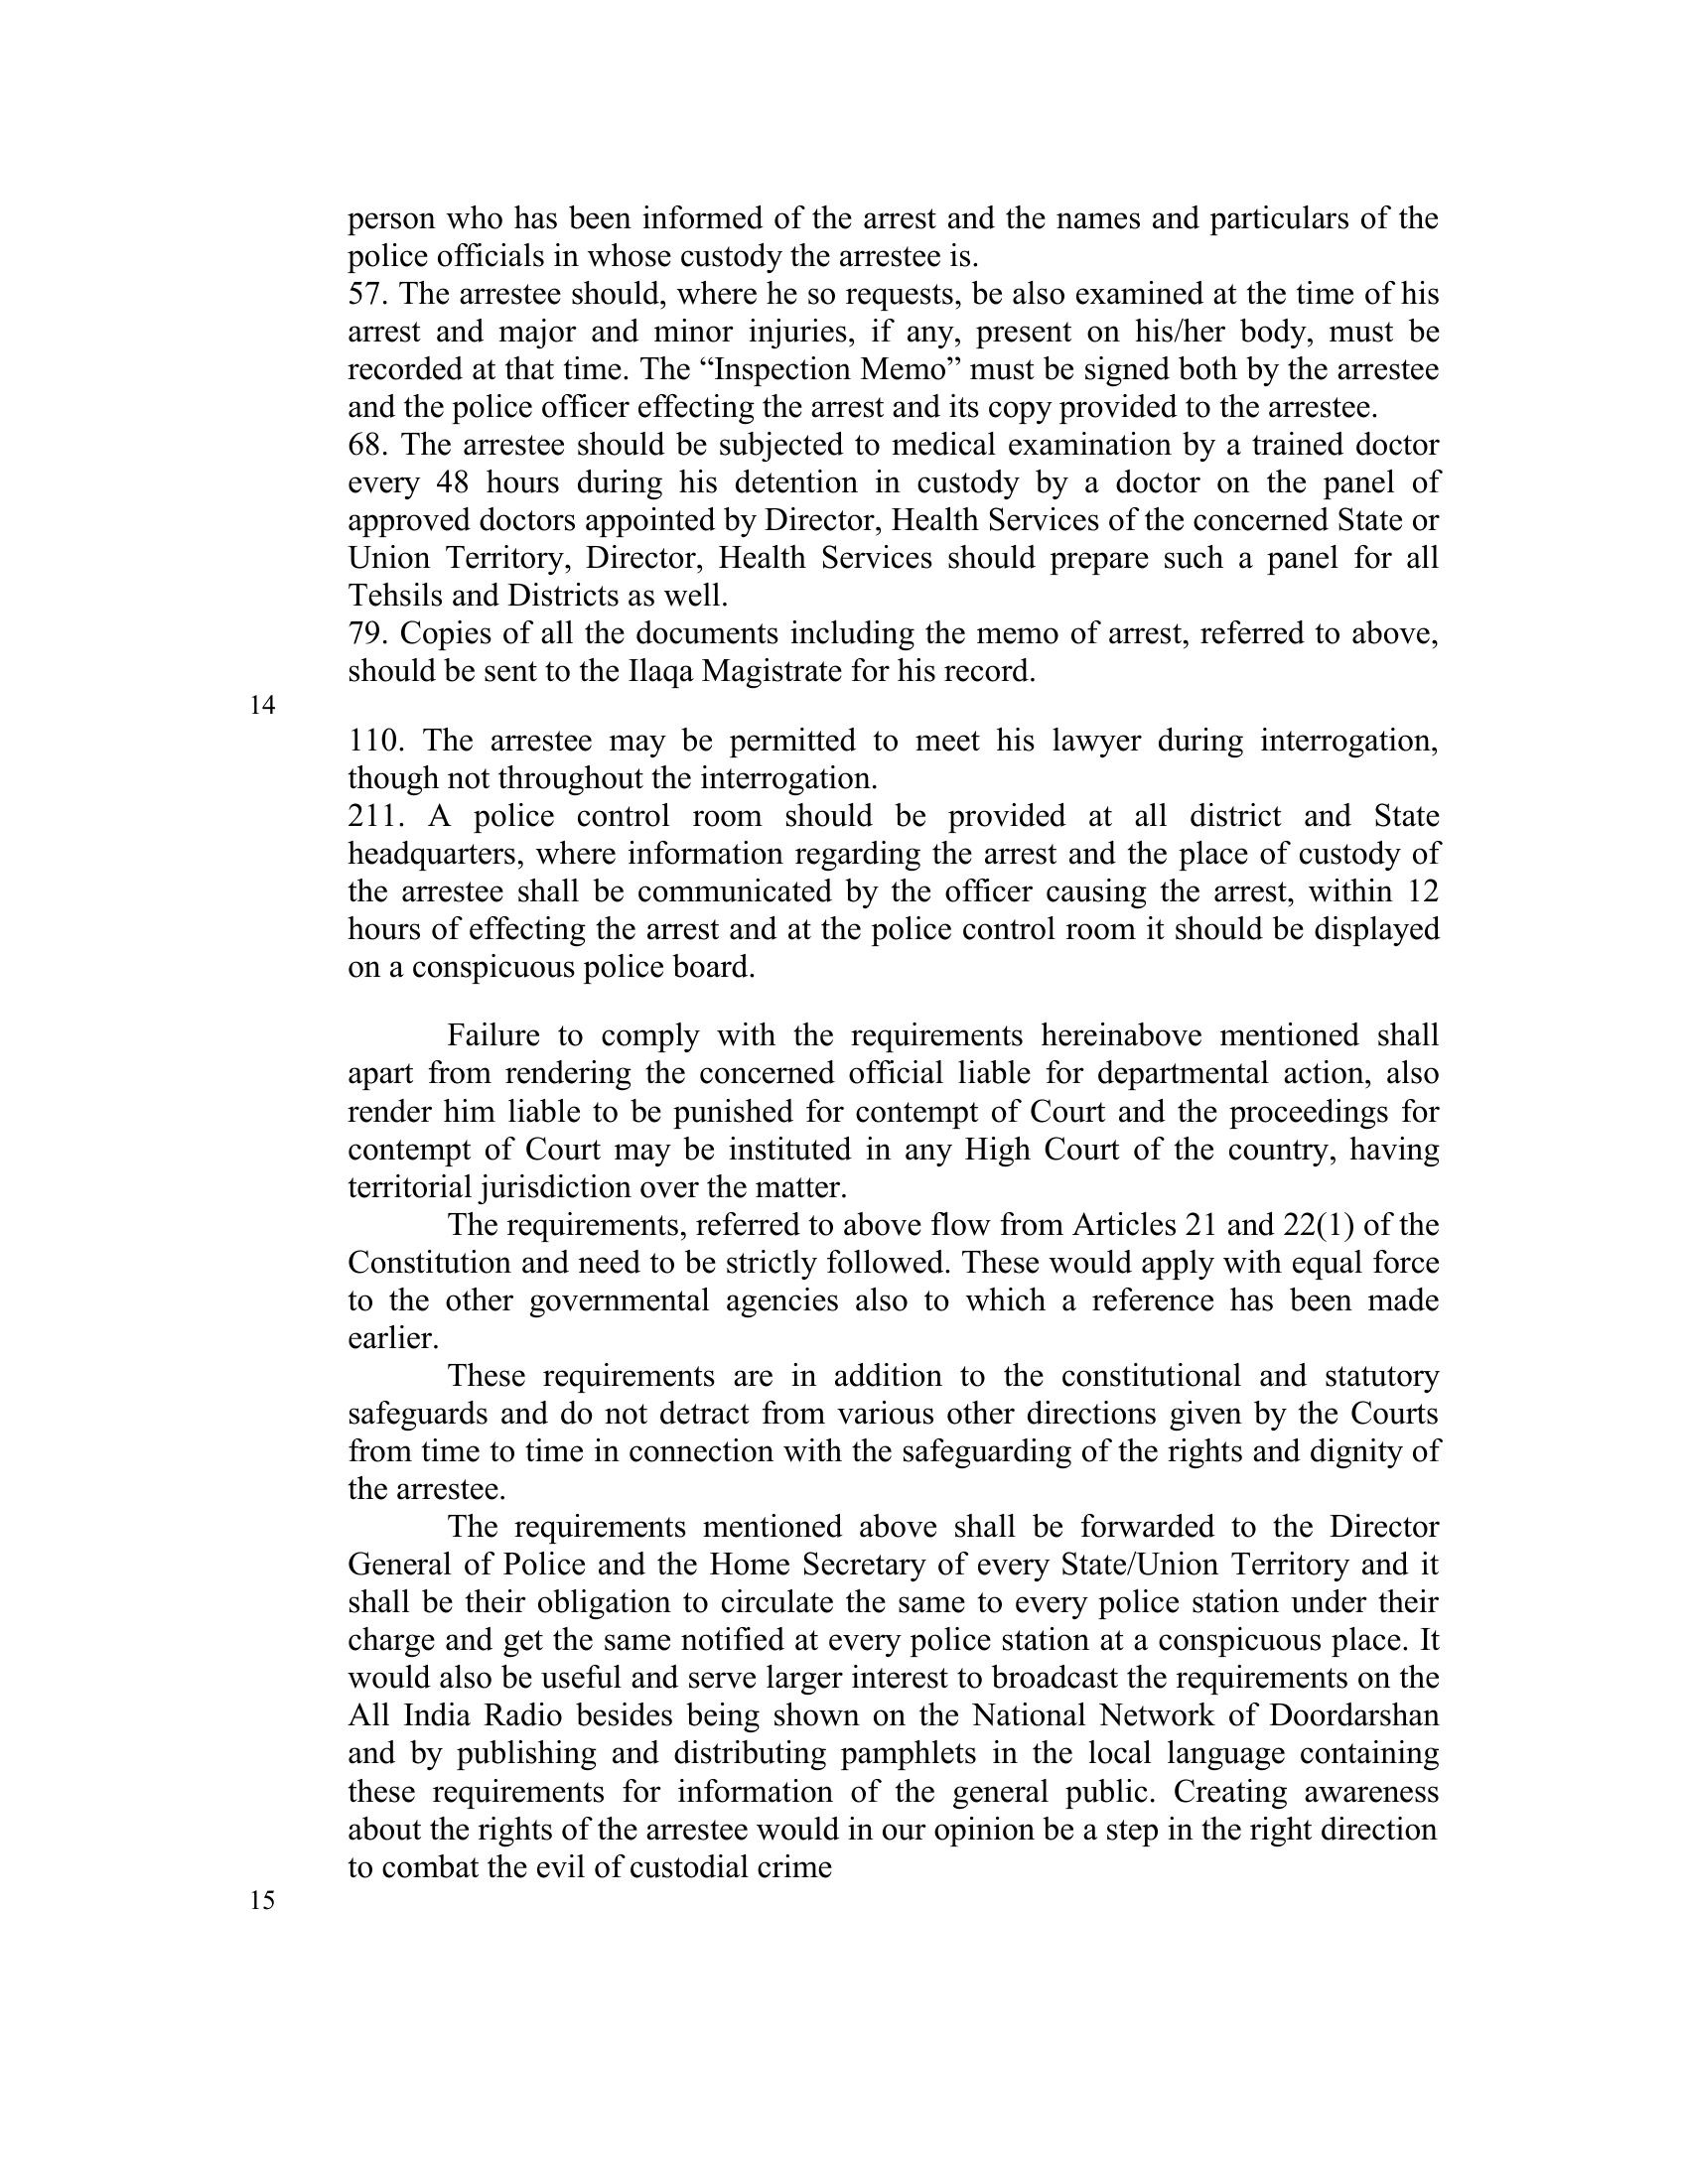 person who has been informed of the arrest and the names and particulars of the
police officials in whose custody the arrestee is.
57. The arrestee should, where he so requests, be also examined at the time of his
arrest and major and minor injuries, if any, present on his/her body, must be
recorded at that time. The “Inspection Memo” must be signed both by the arrestee
and the police officer effecting the arrest and its copy provided to the arrestee.
68. The arrestee should be subjected to medical examination by a trained doctor
every 48 hours during his detention in custody by a doctor on the panel of
approved doctors appointed by Director, Health Services of the concerned State or
Union Territory, Director, Health Services should prepare such a panel for all
Tehsils and Districts as well.
79. Copies of all the documents including the memo of arrest, referred to above,
should be sent to the Ilaqa Magistrate for his record.
14
110. The arrestee may be permitted to meet his lawyer during interrogation,
though not throughout the interrogation.
211. A police control room should be provided at all district and State
headquarters, where information regarding the arrest and the place of custody of
the arrestee shall be communicated by the officer causing the arrest, within 12
hours of effecting the arrest and at the police control room it should be displayed
on a conspicuous police board.
Failure to comply with the requirements hereinabove mentioned shall
apart from rendering the concerned official liable for departmental action, also
render him liable to be punished for contempt of Court and the proceedings for
contempt of Court may be instituted in any High Court of the country, having
territorial jurisdiction over the matter.
The requirements, referred to above flow from Articles 21 and 22(1) of the
Constitution and need to be strictly followed. These would apply with equal force
to the other governmental agencies also to which a reference has been made
earlier.
These requirements are in addition to the constitutional and statutory
safeguards and do not detract from various other directions given by the Courts
from time to time in connection with the safeguarding of the rights and dignity of
the arrestee.
The requirements mentioned above shall be forwarded to the Director
General of Police and the Home Secretary of every State/Union Territory and it
shall be their obligation to circulate the same to every police station under their
charge and get the same notified at every police station at a conspicuous place. It
would also be useful and serve larger interest to broadcast the requirements on the
All India Radio besides being shown on the National Network of Doordarshan
and by publishing and distributing pamphlets in the local language containing
these requirements for information of the general public. Creating awareness
about the rights of the arrestee would in our opinion be a step in the right direction
to combat the evil of custodial crime
15